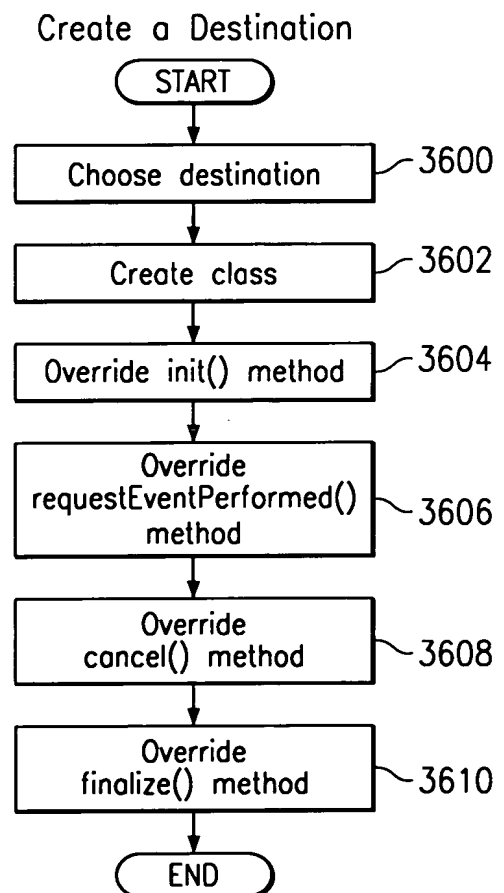 Create a Destination
START
Choose destination
3600
Create class
3602
Override init() method
3604
Override
requestEventPerformed()
method
3606
Override
cancel() method
3608
Override
finalize() method
3610
END